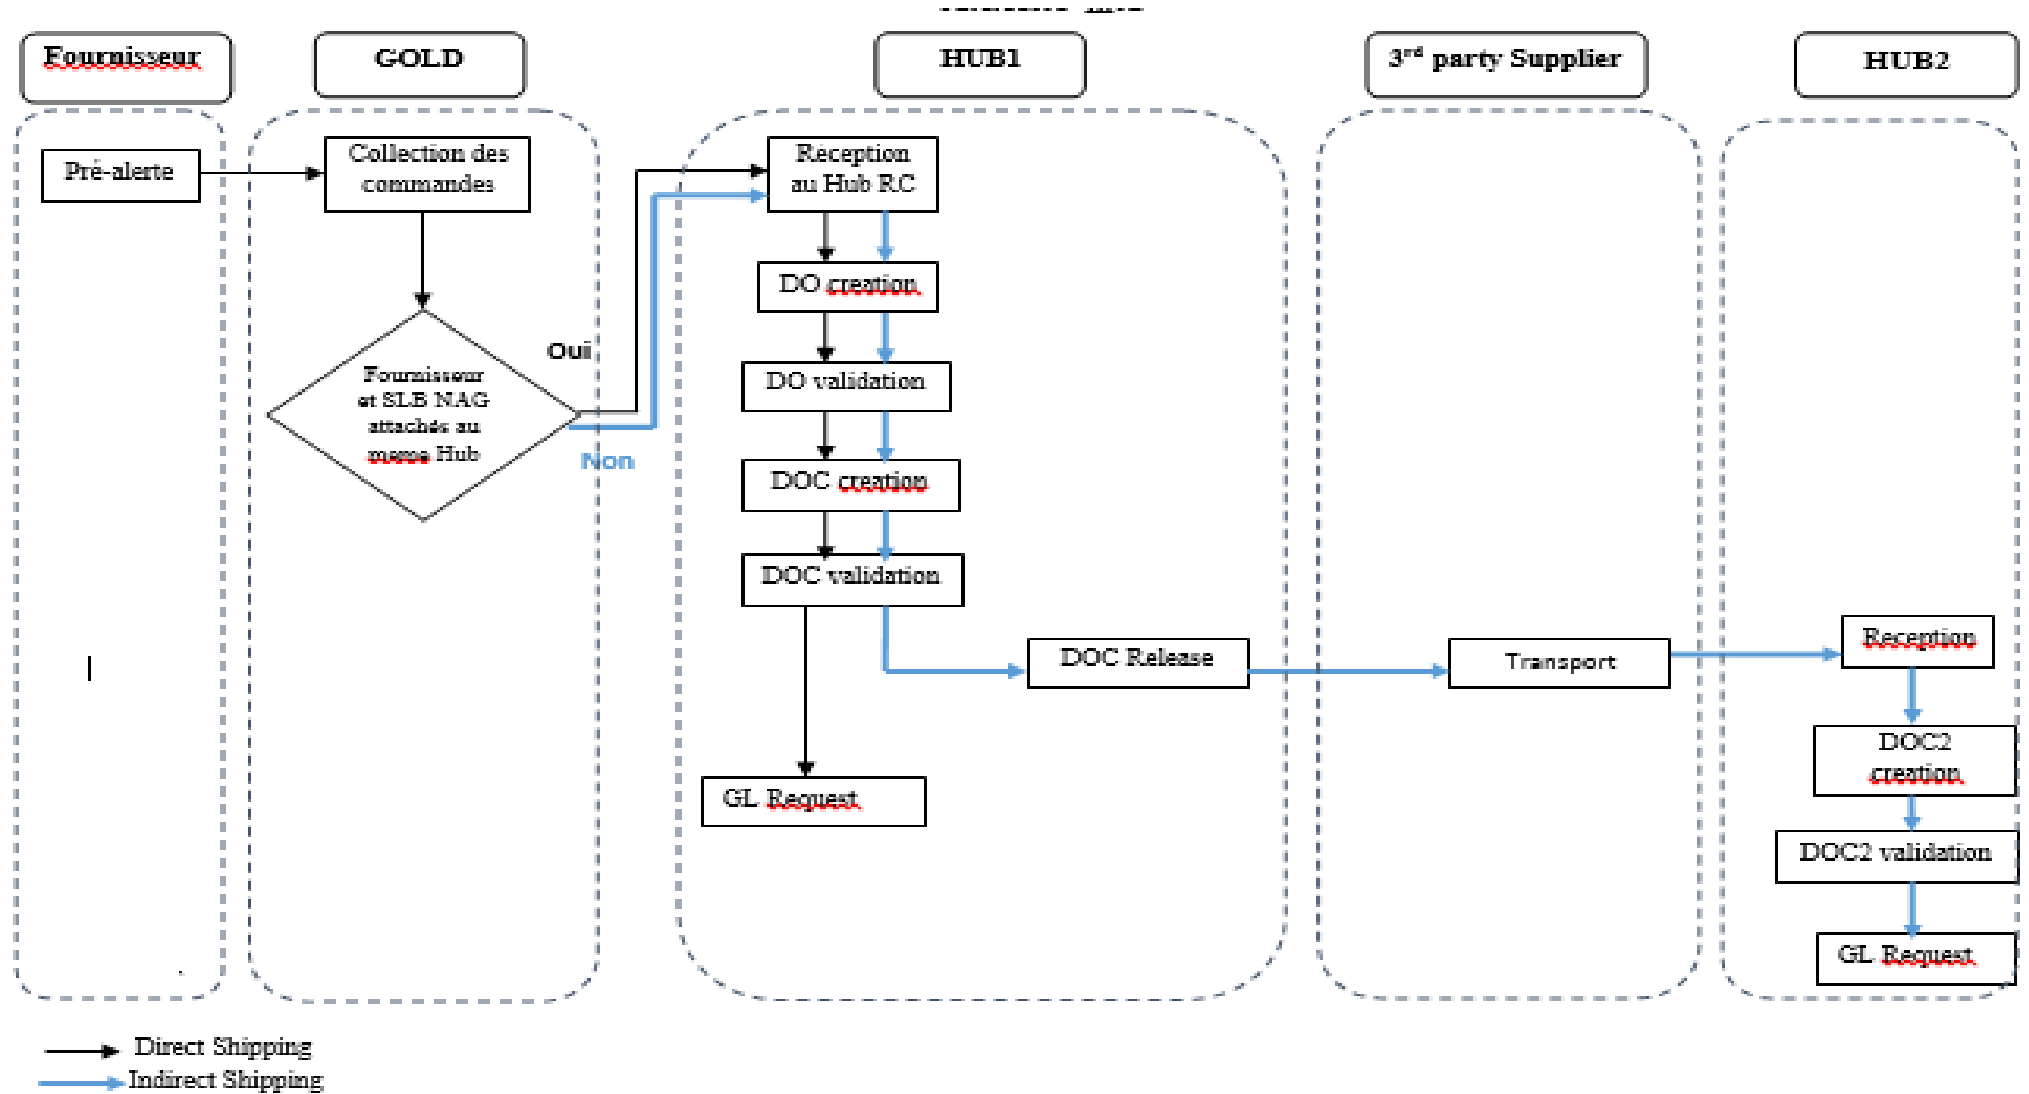 Fournisseur
GOLD
HUB1
3rd party Supplier
HUB2
Pré-alerte
Collection des
commandes
Réception
au Hub RC
DO creation
Oui
Fournisseur
et SLB NAG
attachés au
meme Hub
Non
DO validation
DOC creation
DOC validation
DOC Release
Transport
Reception
DOC2
creation
DOC2 validation
GL Request
GL Request
Direct Shipping
Indirect Shipping